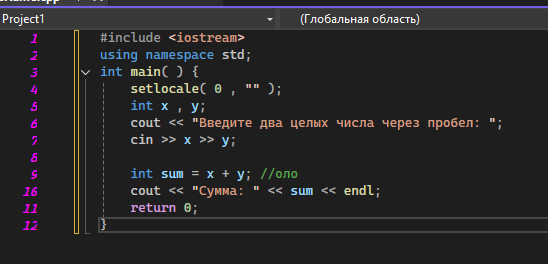 Project1 (Глобальная область)
1 #include <iostream>
2 using namespace std;
3 int main( ) {
4 setlocale( 0 , "" );
5 int x , y;
6 cout << "Введите два целых числа через пробел: ";
7 cin >> x >> y;
8
9 int sum = x + y; //оло
10 cout << "Сумма: " << sum << endl;
11 return 0;
12 }